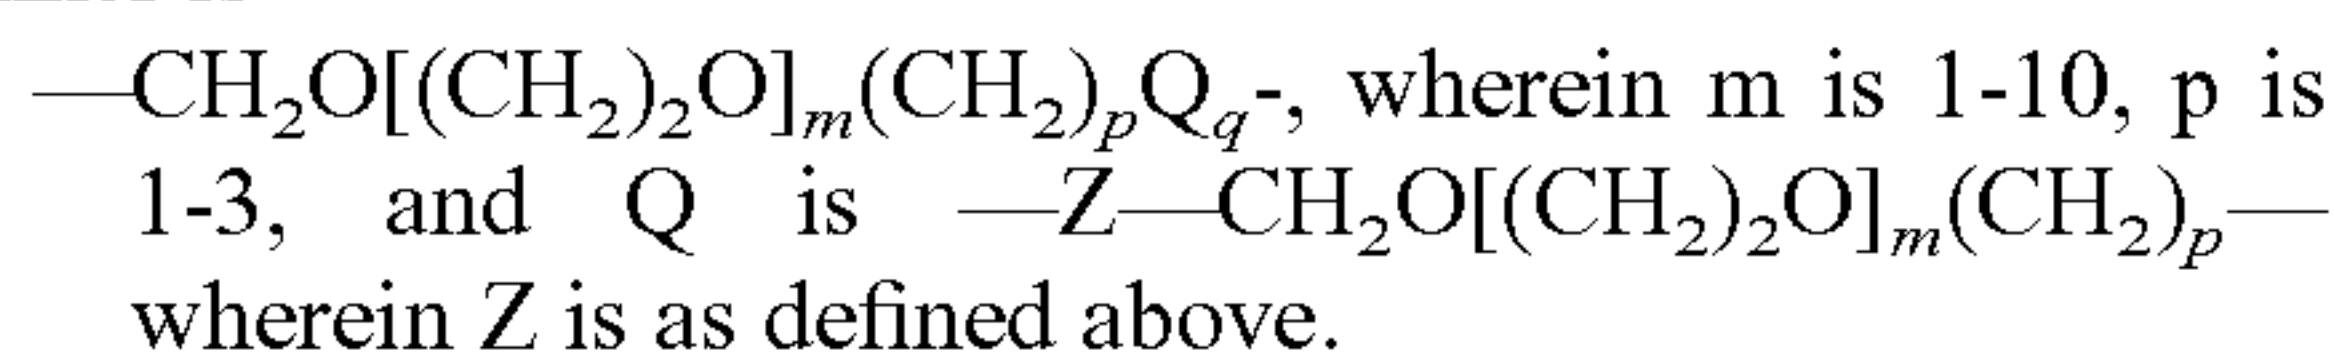 —CH₂O[(CH₂)₂O]ₘ(CH₂)ₚQ_q-, wherein m is 1-10, p is
1-3, and Q is —Z—CH₂O[(CH₂)₂O]ₘ(CH₂)ₚ—
wherein Z is as defined above.